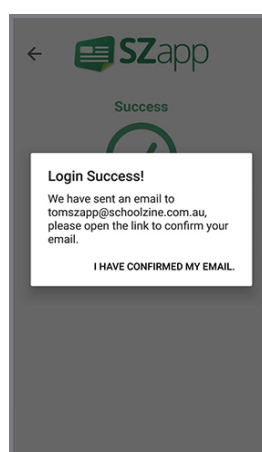 SZapp
Success
Login Success!
We have sent an email to
tomszapp@schoolzine.com.au,
please open the link to confirm your
email.
I HAVE CONFIRMED MY EMAIL.